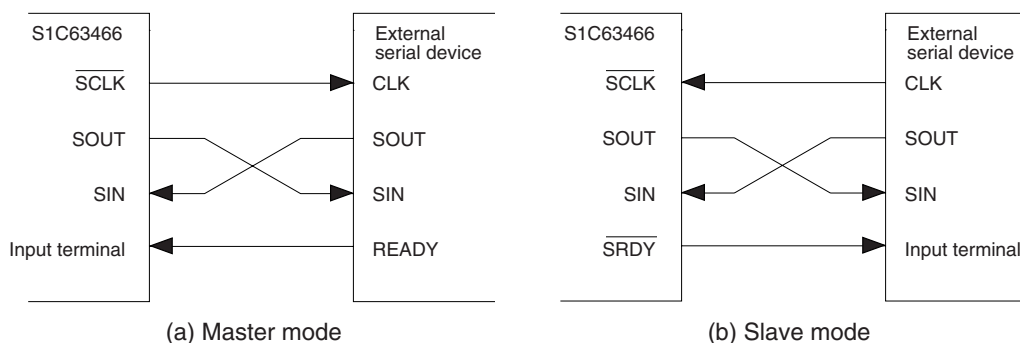 S1C63466
SCLK
SOUT
SIN
Input terminal
External
serial device
CLK
SOUT
SIN
READY
(a) Master mode
S1C63466
SCLK
SOUT
SIN
SRDY
External
serial device
CLK
SOUT
SIN
Input terminal
(b) Slave mode